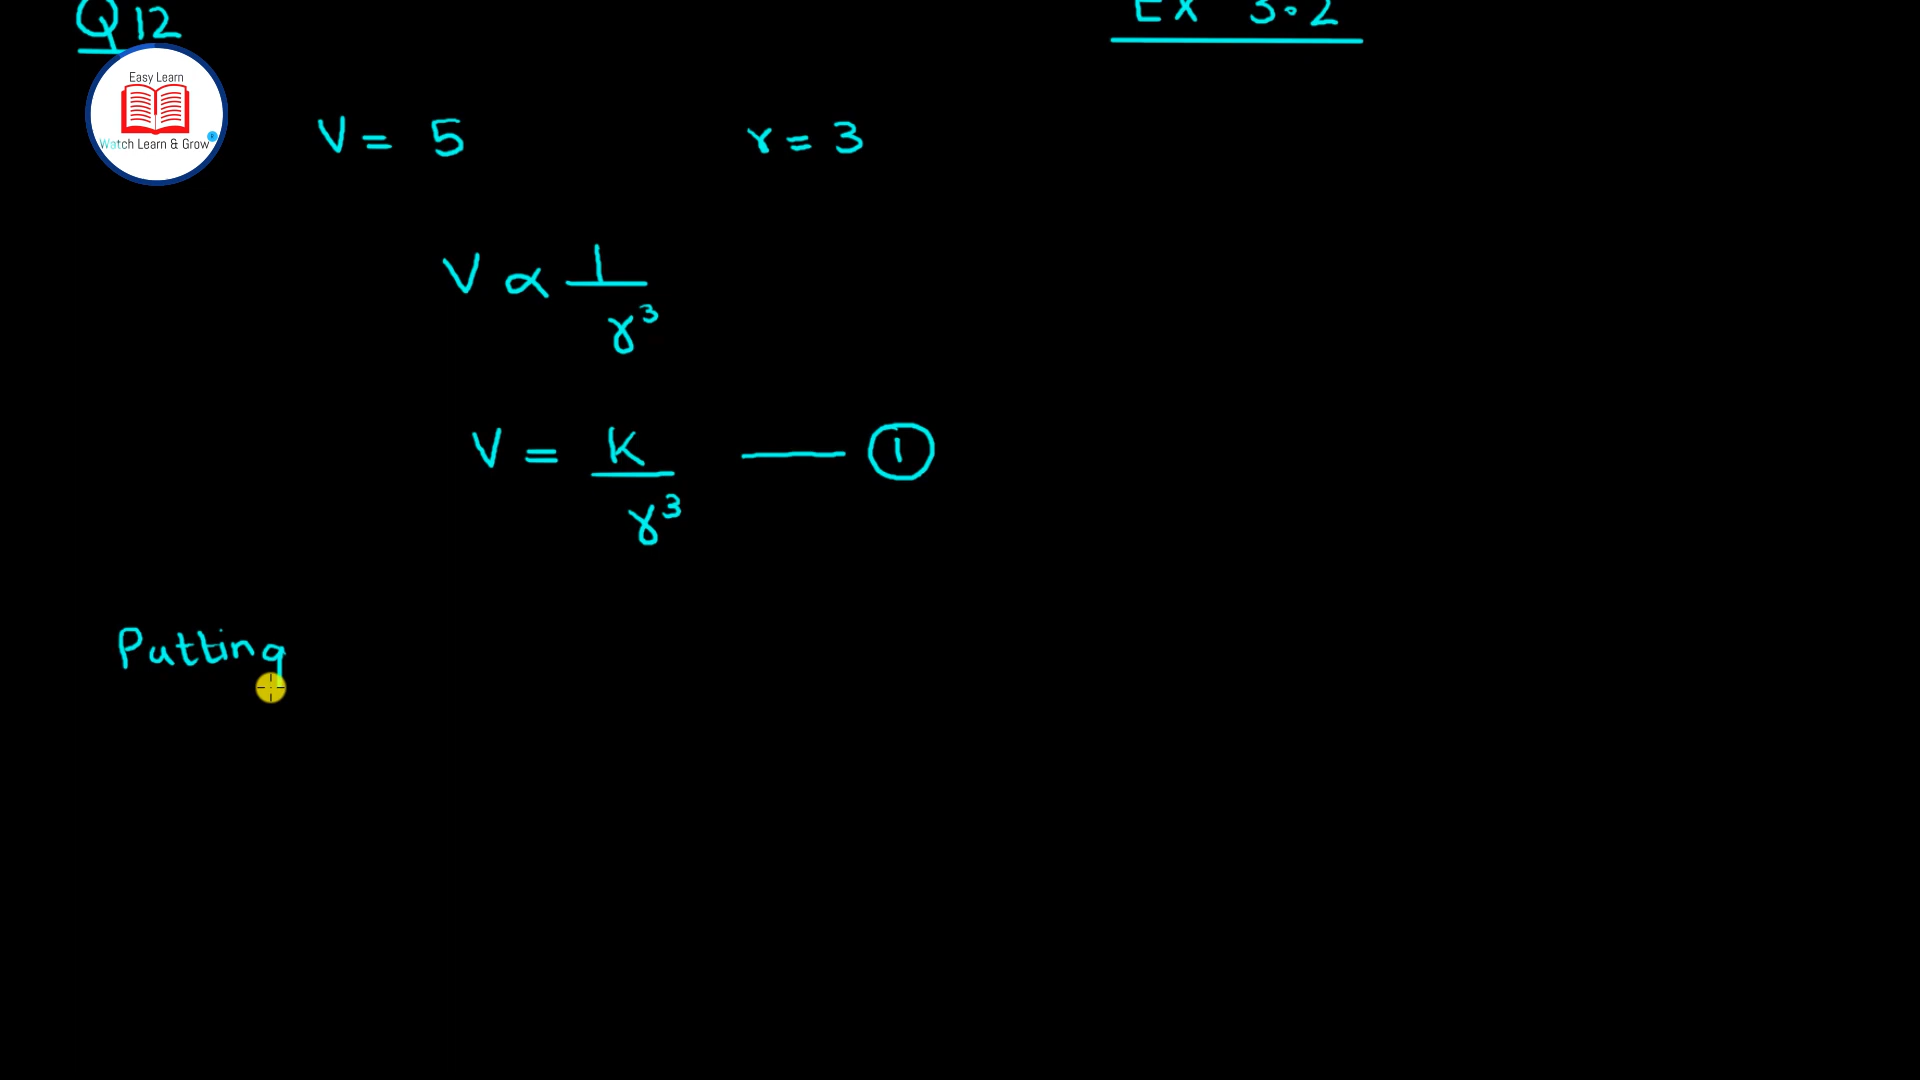 Q12
Ex 3.2
Easy Learn
Watch Learn & Grow
V = 5 r = 3
V ∝ 1/r³
V = K/r³ —— ①
Putting